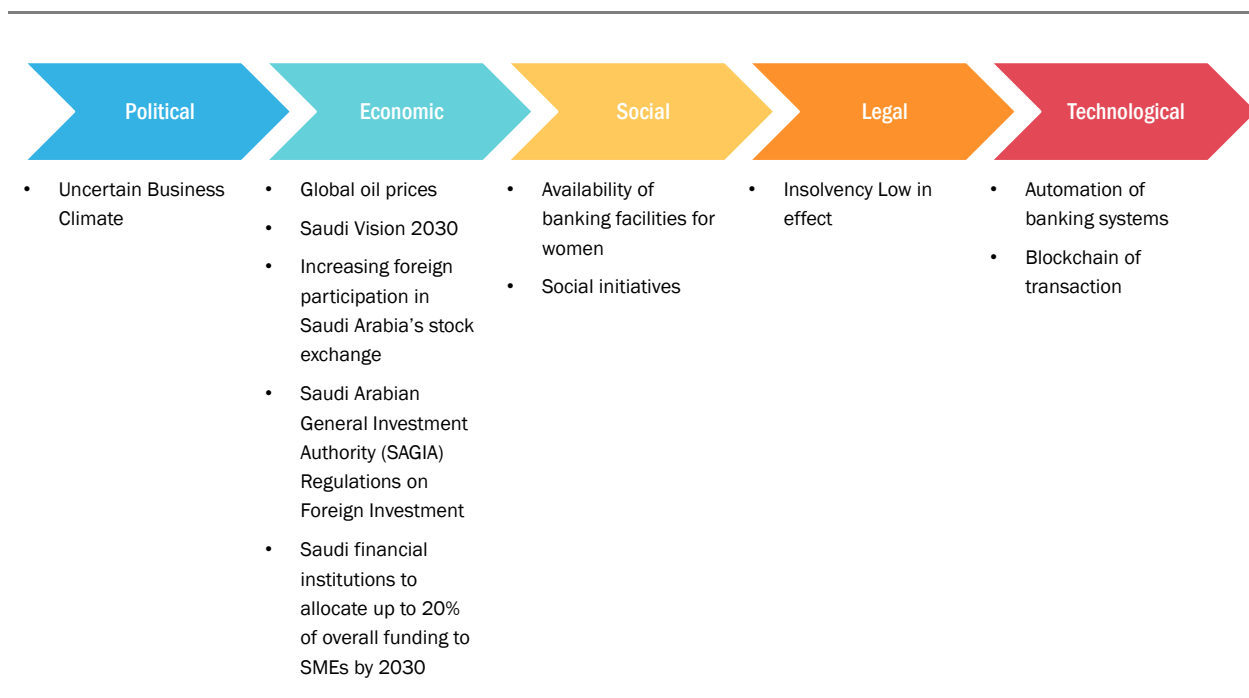 Political
Economic
Social
Legal
Technological
• Uncertain Business
Climate
• Global oil prices
• Saudi Vision 2030
• Increasing foreign
participation in
Saudi Arabia's stock
exchange
• Saudi Arabian
General Investment
Authority (SAGIA)
Regulations on
Foreign Investment
• Saudi financial
institutions to
allocate up to 20%
of overall funding to
SMEs by 2030
• Availability of
banking facilities for
women
• Social initiatives
• Insolvency Low in
effect
• Automation of
banking systems
• Blockchain of
transaction